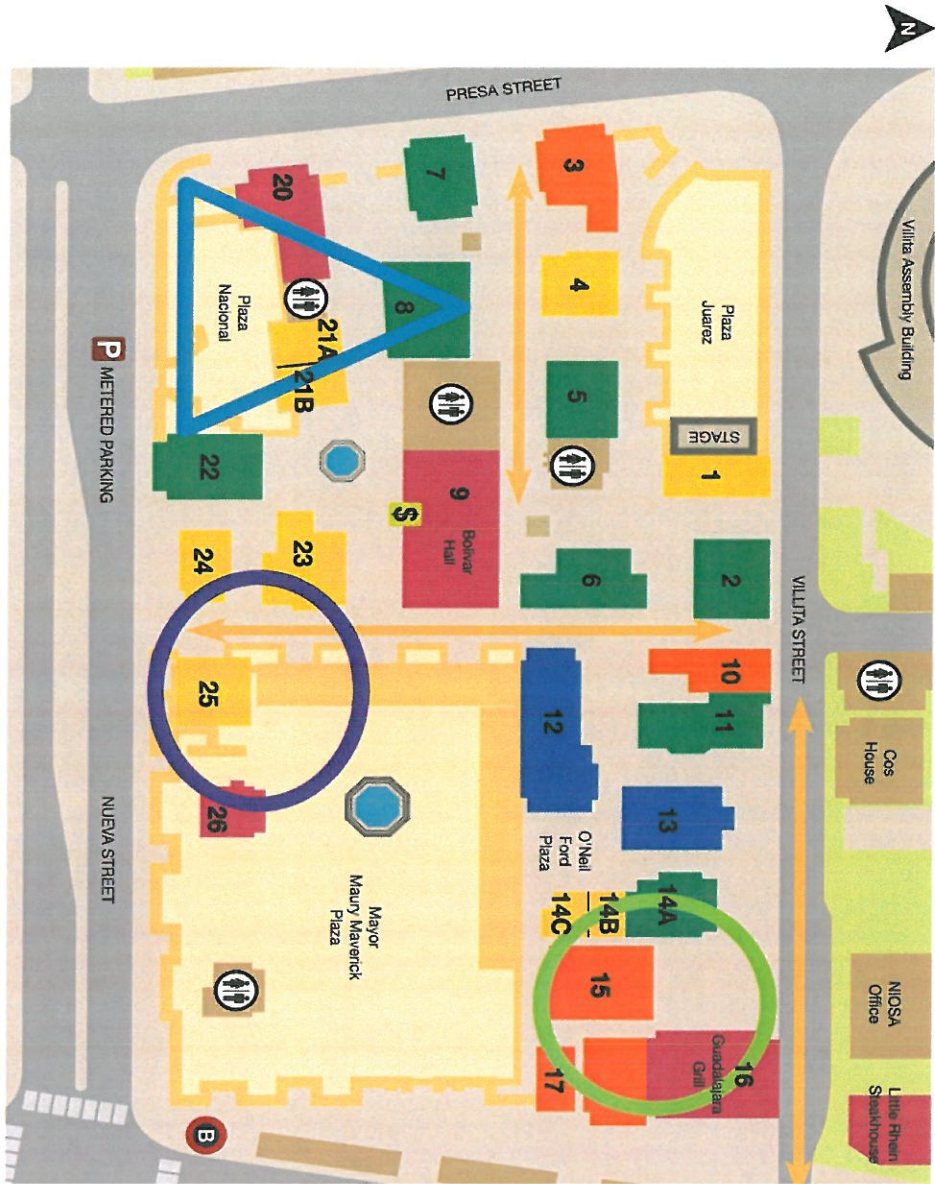 N
Villita Assembly Building
Cos
House
NIOSA
Office
Little Rhein
Steakhouse
VILLITA STREET
PRESA STREET
Plaza
Juarez
STAGE
1
2
3
4
5
6
7
8
9
Bolivar
Hall
$
10
11
12
13
O'Neil
Ford
Plaza
14A
14B
14C
15
16
Guadalajara
Grill
17
20
Plaza
Nacional
21A
21B
22
23
24
25
26
Mayor
Maury Maverick
Plaza
P METERED PARKING
NUEVA STREET
B